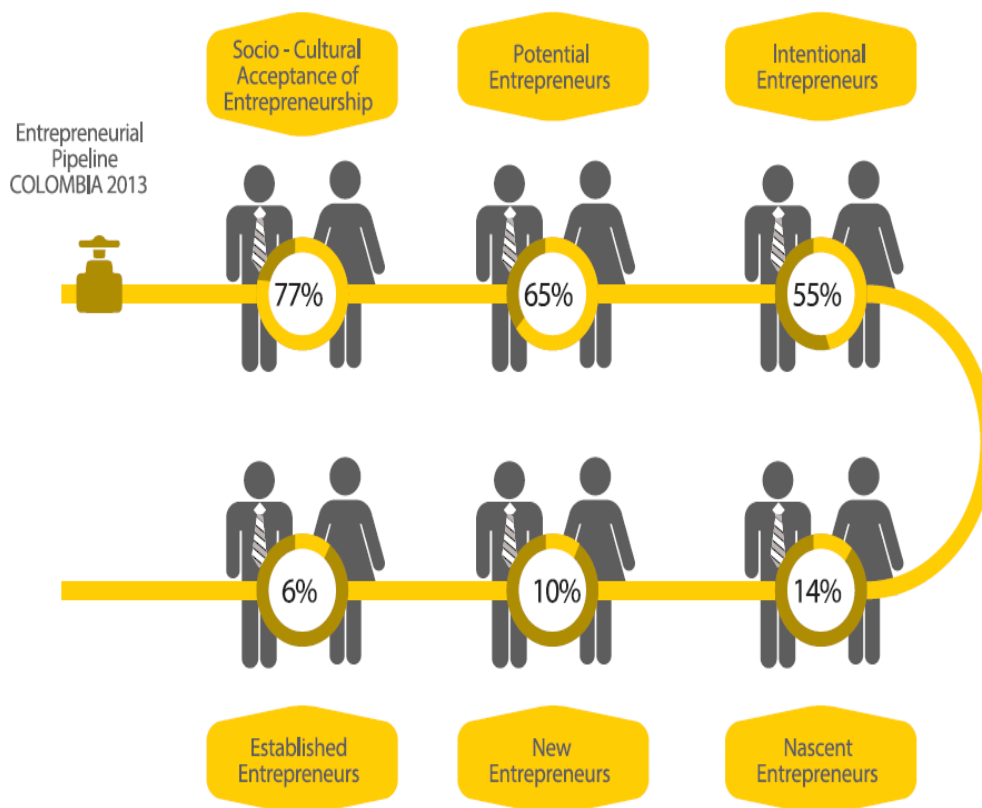 Socio - Cultural
Acceptance of
Entrepreneurship
Potential
Entrepreneurs
Intentional
Entrepreneurs
Entrepreneurial
Pipeline
COLOMBIA 2013
77%
65%
55%
6%
10%
14%
Established
Entrepreneurs
New
Entrepreneurs
Nascent
Entrepreneurs